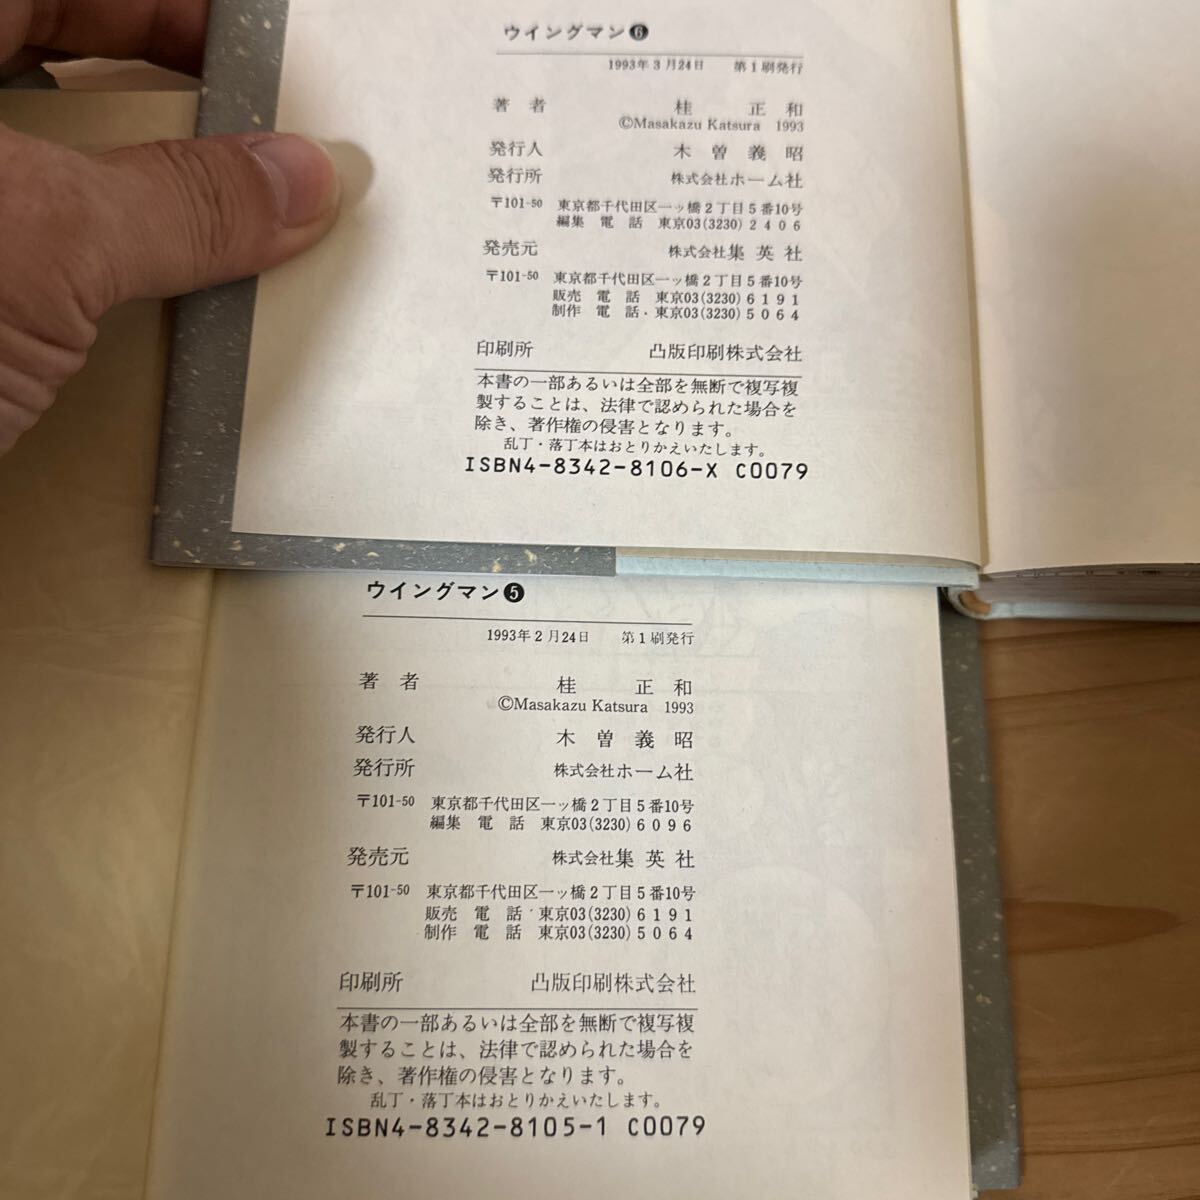 ウイングマン❻
1993年3月24日 第1刷発行
著者 桂正和
©Masakazu Katsura 1993
発行人 木曽義昭
発行所 株式会社ホーム社
〒101-50 東京都千代田区一ッ橋2丁目5番10号
編集電話 東京03(3230)2406
発売元 株式会社集英社
〒101-50 東京都千代田区一ッ橋2丁目5番10号
販売電話 東京03(3230)6191
制作電話・東京03(3230)5064
印刷所 凸版印刷株式会社
本書の一部あるいは全部を無断で複写複
製することは、法律で認められた場合を
除き、著作権の侵害となります。
乱丁・落丁本はおとりかえいたします。
ISBN4-8342-8106-X C0079
ウイングマン❺
1993年2月24日 第1刷発行
著者 桂正和
©Masakazu Katsura 1993
発行人 木曽義昭
発行所 株式会社ホーム社
〒101-50 東京都千代田区一ッ橋2丁目5番10号
編集電話 東京03(3230)6096
発売元 株式会社集英社
〒101-50 東京都千代田区一ッ橋2丁目5番10号
販売電話 東京03(3230)6191
制作電話 東京03(3230)5064
印刷所 凸版印刷株式会社
本書の一部あるいは全部を無断で複写複
製することは、法律で認められた場合を
除き、著作権の侵害となります。
乱丁・落丁本はおとりかえいたします。
ISBN4-8342-8105-1 C0079